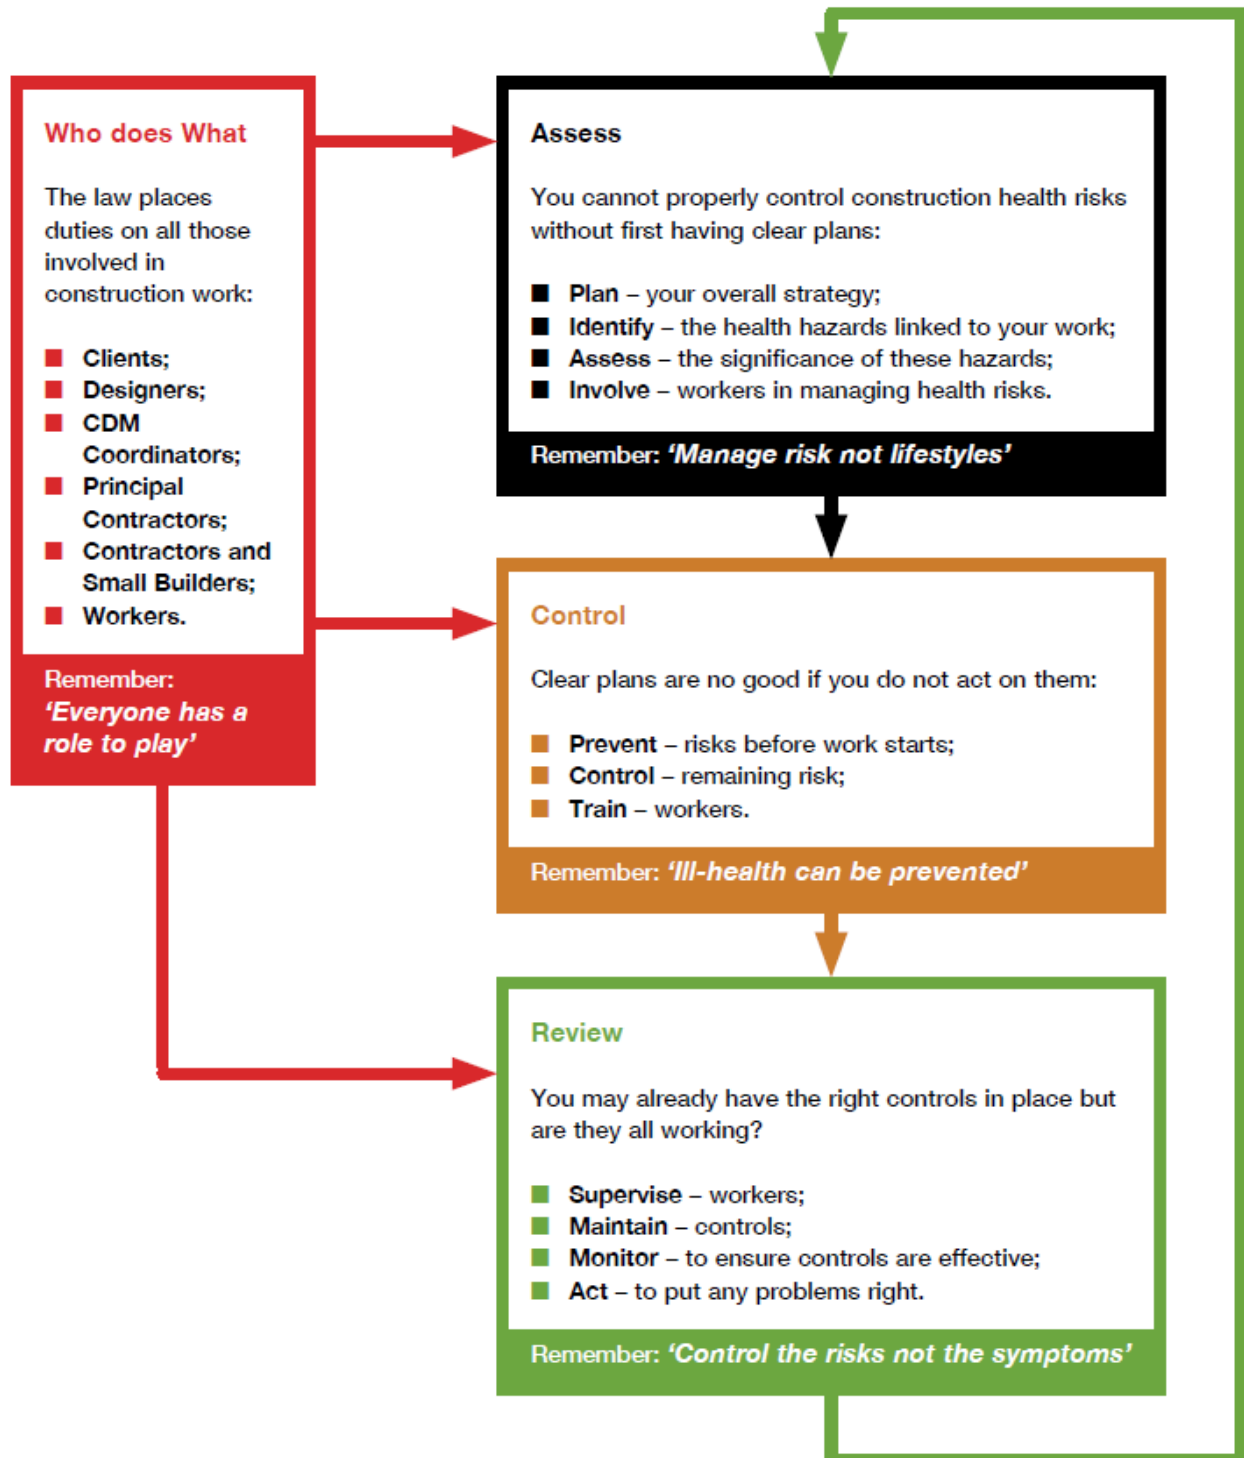 Who does What
The law places
duties on all those
involved in
construction work:
■ Clients;
■ Designers;
■ CDM
Coordinators;
■ Principal
Contractors;
■ Contractors and
Small Builders;
■ Workers.
Remember:
‘Everyone has a
role to play’
Assess
You cannot properly control construction health risks
without first having clear plans:
■ Plan – your overall strategy;
■ Identify – the health hazards linked to your work;
■ Assess – the significance of these hazards;
■ Involve – workers in managing health risks.
Remember: ‘Manage risk not lifestyles’
Control
Clear plans are no good if you do not act on them:
■ Prevent – risks before work starts;
■ Control – remaining risk;
■ Train – workers.
Remember: ‘Ill-health can be prevented’
Review
You may already have the right controls in place but
are they all working?
■ Supervise – workers;
■ Maintain – controls;
■ Monitor – to ensure controls are effective;
■ Act – to put any problems right.
Remember: ‘Control the risks not the symptoms’